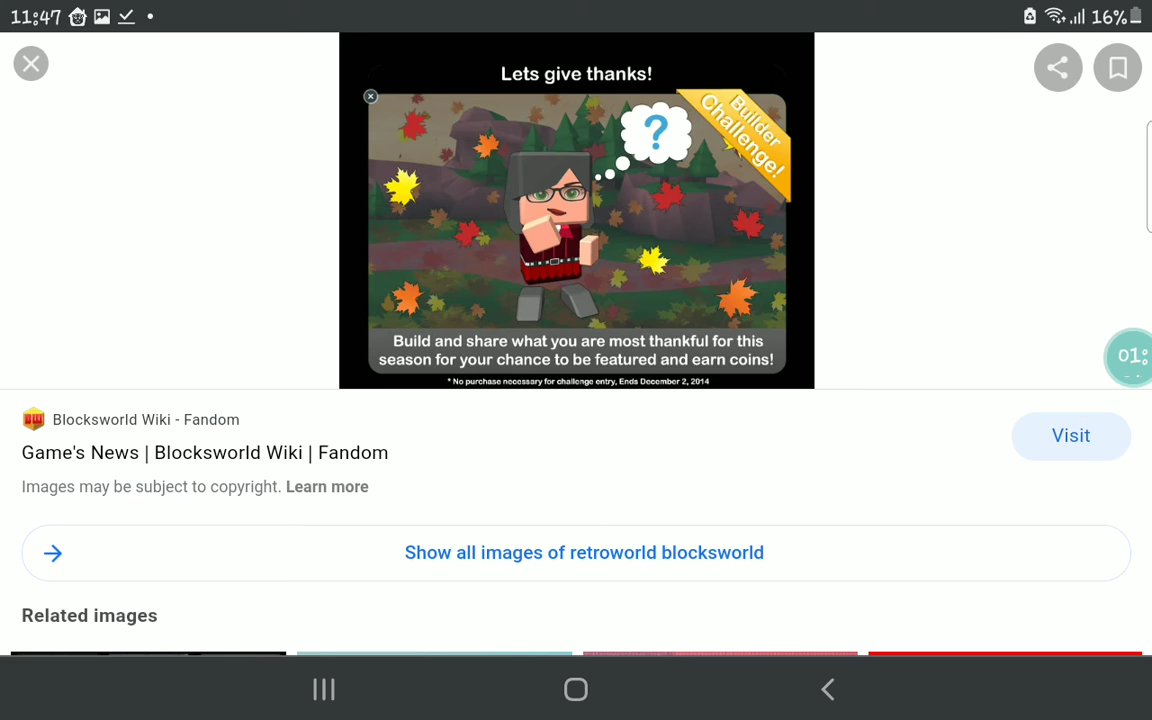 11:47
16%
Lets give thanks!
Builder
Challenge!
?
Build and share what you are most thankful for this
season for your chance to be featured and earn coins!
* No purchase necessary for challenge entry, Ends December 2, 2014
01:
Blocksworld Wiki - Fandom
Game's News | Blocksworld Wiki | Fandom
Visit
Images may be subject to copyright. Learn more
Show all images of retroworld blocksworld
Related images